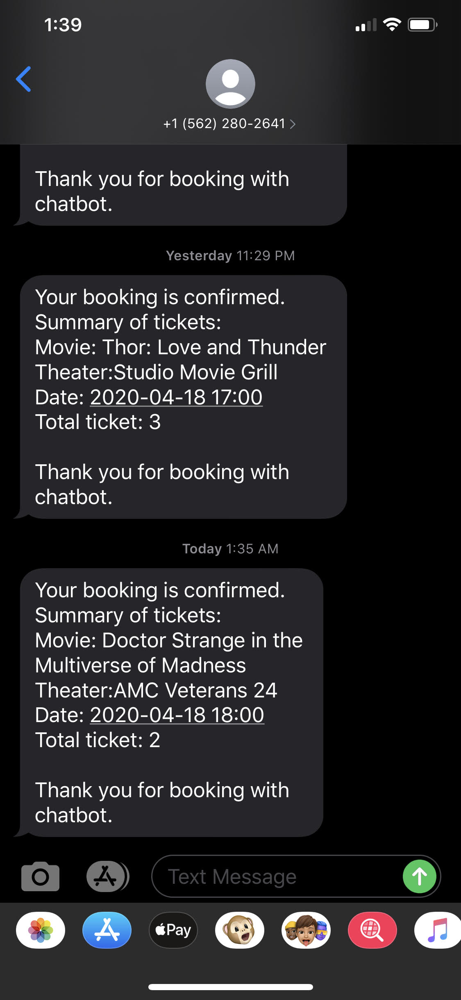 1:39
+1 (562) 280-2641
Thank you for booking with
chatbot.
Yesterday 11:29 PM
Your booking is confirmed.
Summary of tickets:
Movie: Thor: Love and Thunder
Theater:Studio Movie Grill
Date: 2020-04-18 17:00
Total ticket: 3
Thank you for booking with
chatbot.
Today 1:35 AM
Your booking is confirmed.
Summary of tickets:
Movie: Doctor Strange in the
Multiverse of Madness
Theater:AMC Veterans 24
Date: 2020-04-18 18:00
Total ticket: 2
Thank you for booking with
chatbot.
Text Message
Pay